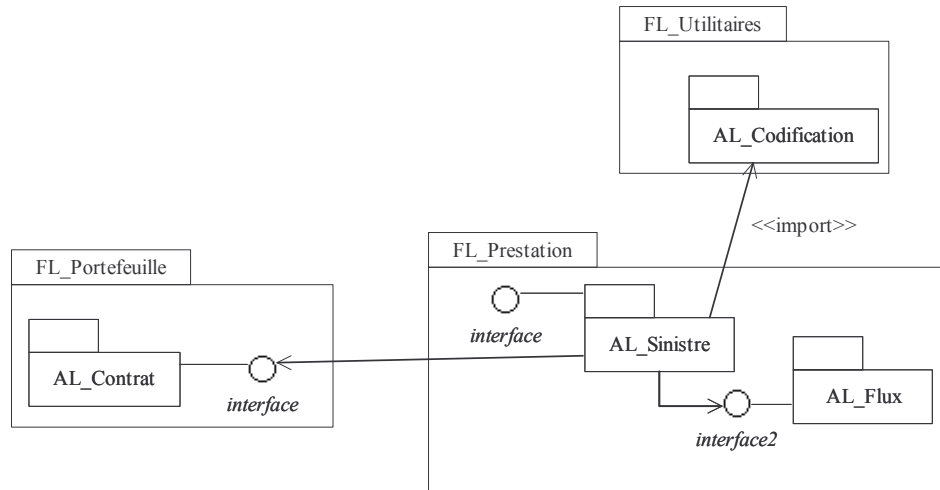 FL_Utilitaires
AL_Codification
<<import>>
FL_Portefeuille
FL_Prestation
AL_Contrat
interface
interface
AL_Sinistre
AL_Flux
interface2